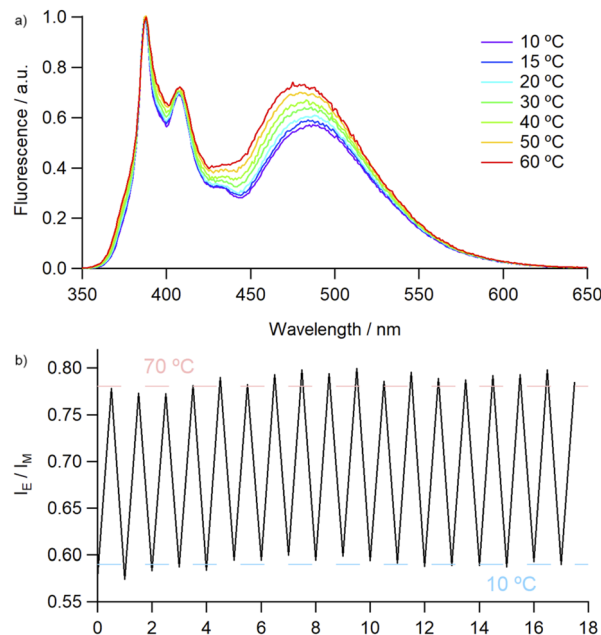 a)
1.0
0.8
0.6
0.4
0.2
0.0
Fluorescence / a.u.
10 ºC
15 ºC
20 ºC
30 ºC
40 ºC
50 ºC
60 ºC
350 400 450 500 550 600 650
Wavelength / nm
b)
0.80
0.75
0.70
0.65
0.60
0.55
I_E / I_M
70 ºC
10 ºC
0 2 4 6 8 10 12 14 16 18